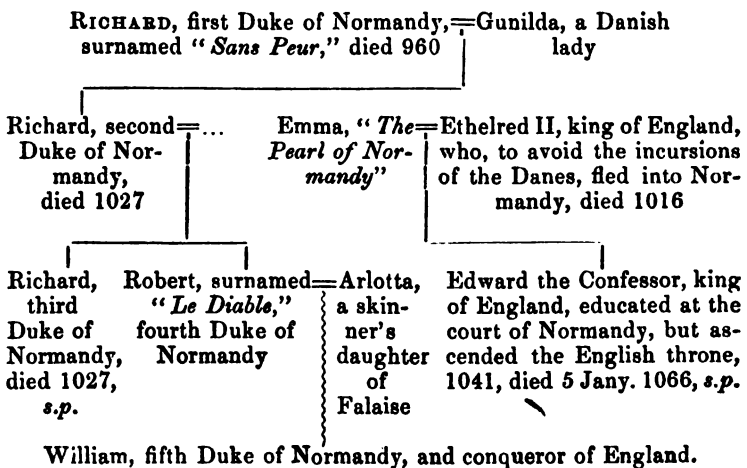 RICHARD, first Duke of Normandy,=Gunilda, a Danish
surnamed "Sans Peur," died 960 lady
Richard, second=...
Duke of Nor-
mandy,
died 1027
Emma, "The=Ethelred II, king of England,
Pearl of Nor-
mandy"
who, to avoid the incursions
of the Danes, fled into Nor-
mandy, died 1016
Richard,
third
Duke of
Normandy,
died 1027,
s.p.
Robert, surnamed=Arlotta,
"Le Diable,"
fourth Duke of
Normandy
a skin-
ner's
daughter
of
Falaise
Edward the Confessor, king
of England, educated at the
court of Normandy, but as-
cended the English throne,
1041, died 5 Jany. 1066, s.p.
William, fifth Duke of Normandy, and conqueror of England.